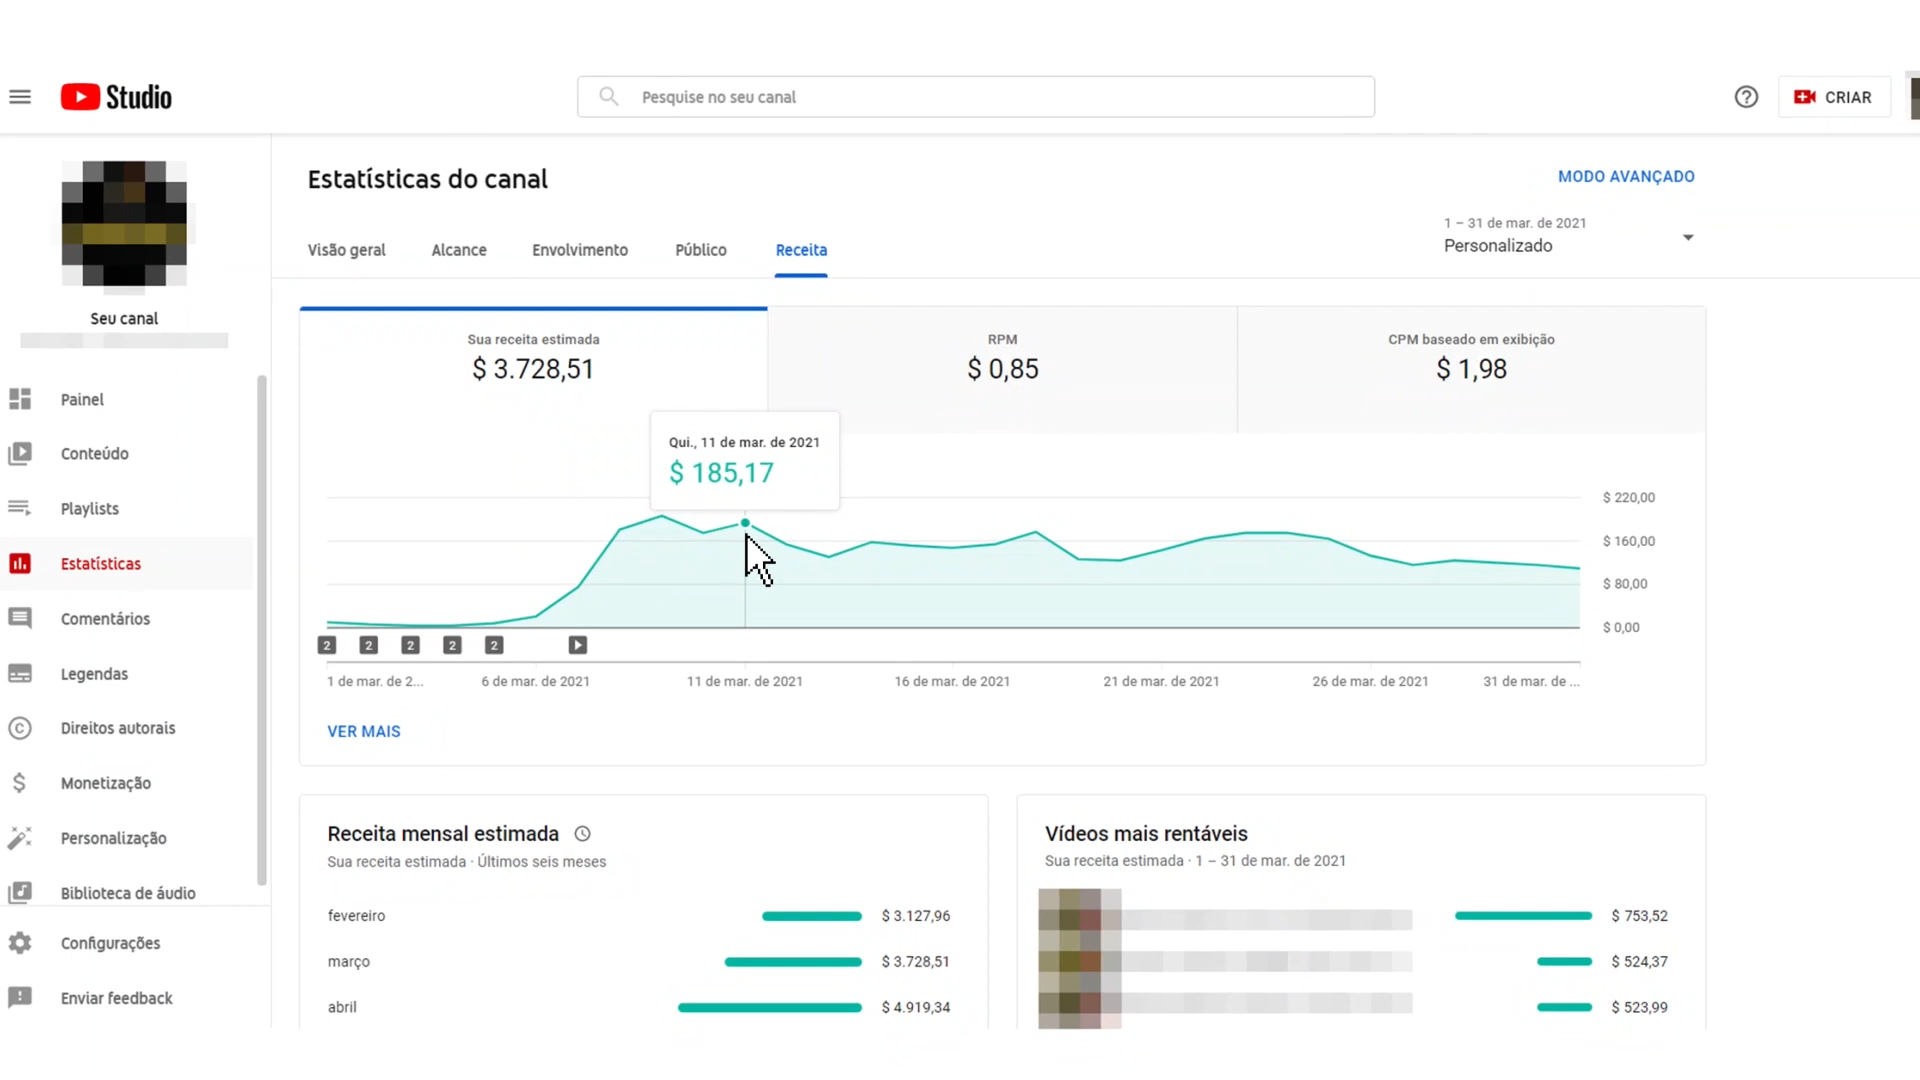 Studio
Pesquise no seu canal
CRIAR
Seu canal
Painel
Conteúdo
Playlists
Estatísticas
Comentários
Legendas
Direitos autorais
Monetização
Personalização
Biblioteca de áudio
Configurações
Enviar feedback
Estatísticas do canal
MODO AVANÇADO
Visão geral
Alcance
Envolvimento
Público
Receita
1 – 31 de mar. de 2021
Personalizado
Sua receita estimada
$ 3.728,51
RPM
$ 0,85
CPM baseado em exibição
$ 1,98
Qui., 11 de mar. de 2021
$ 185,17
$ 220,00
$ 160,00
$ 80,00
$ 0,00
2 2 2 2 2
1 de mar. de 2... 6 de mar. de 2021 11 de mar. de 2021 16 de mar. de 2021 21 de mar. de 2021 26 de mar. de 2021 31 de mar. de ...
VER MAIS
Receita mensal estimada
Sua receita estimada · Últimos seis meses
fevereiro $ 3.127,96
março $ 3.728,51
abril $ 4.919,34
Vídeos mais rentáveis
Sua receita estimada · 1 – 31 de mar. de 2021
$ 753,52
$ 524,37
$ 523,99